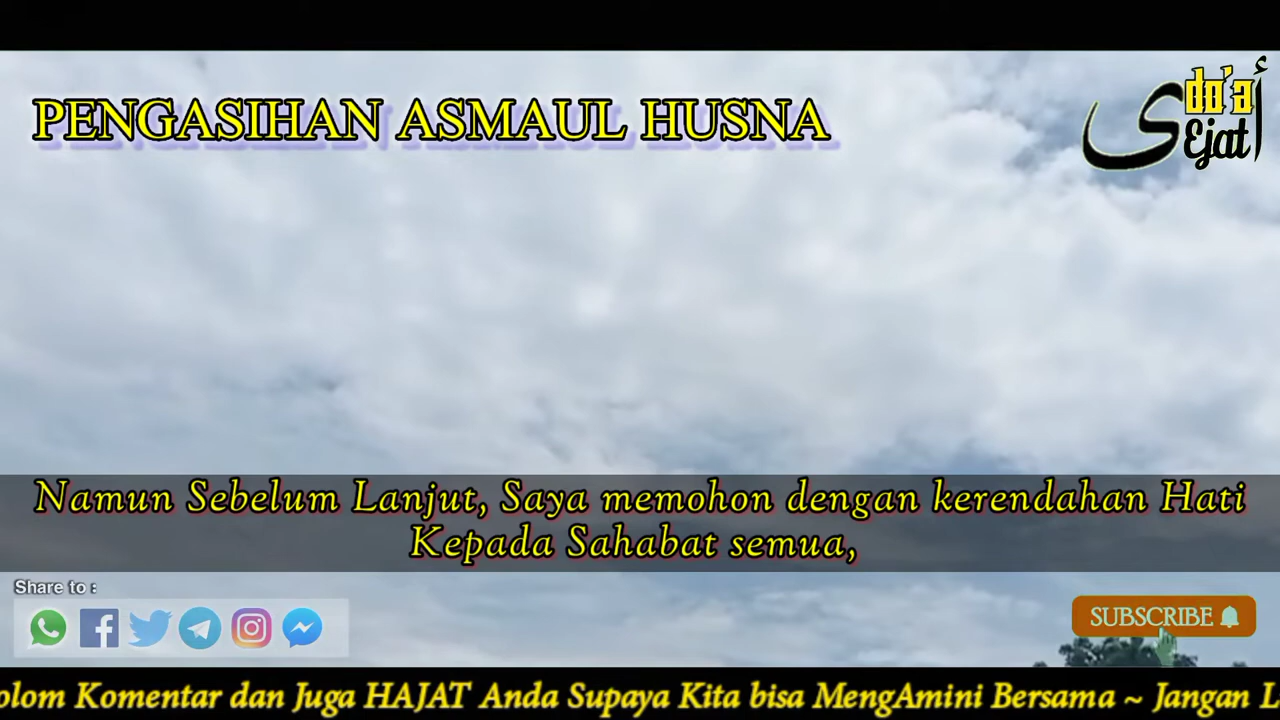 PENGASIHAN ASMAUL HUSNA
do'a
Ejat
أ ى
Namun Sebelum Lanjut, Saya memohon dengan kerendahan Hati
Kepada Sahabat semua,
Share to :
SUBSCRIBE
olom Komentar dan Juga HAJAT Anda Supaya Kita bisa MengAmini Bersama ~ Jangan L